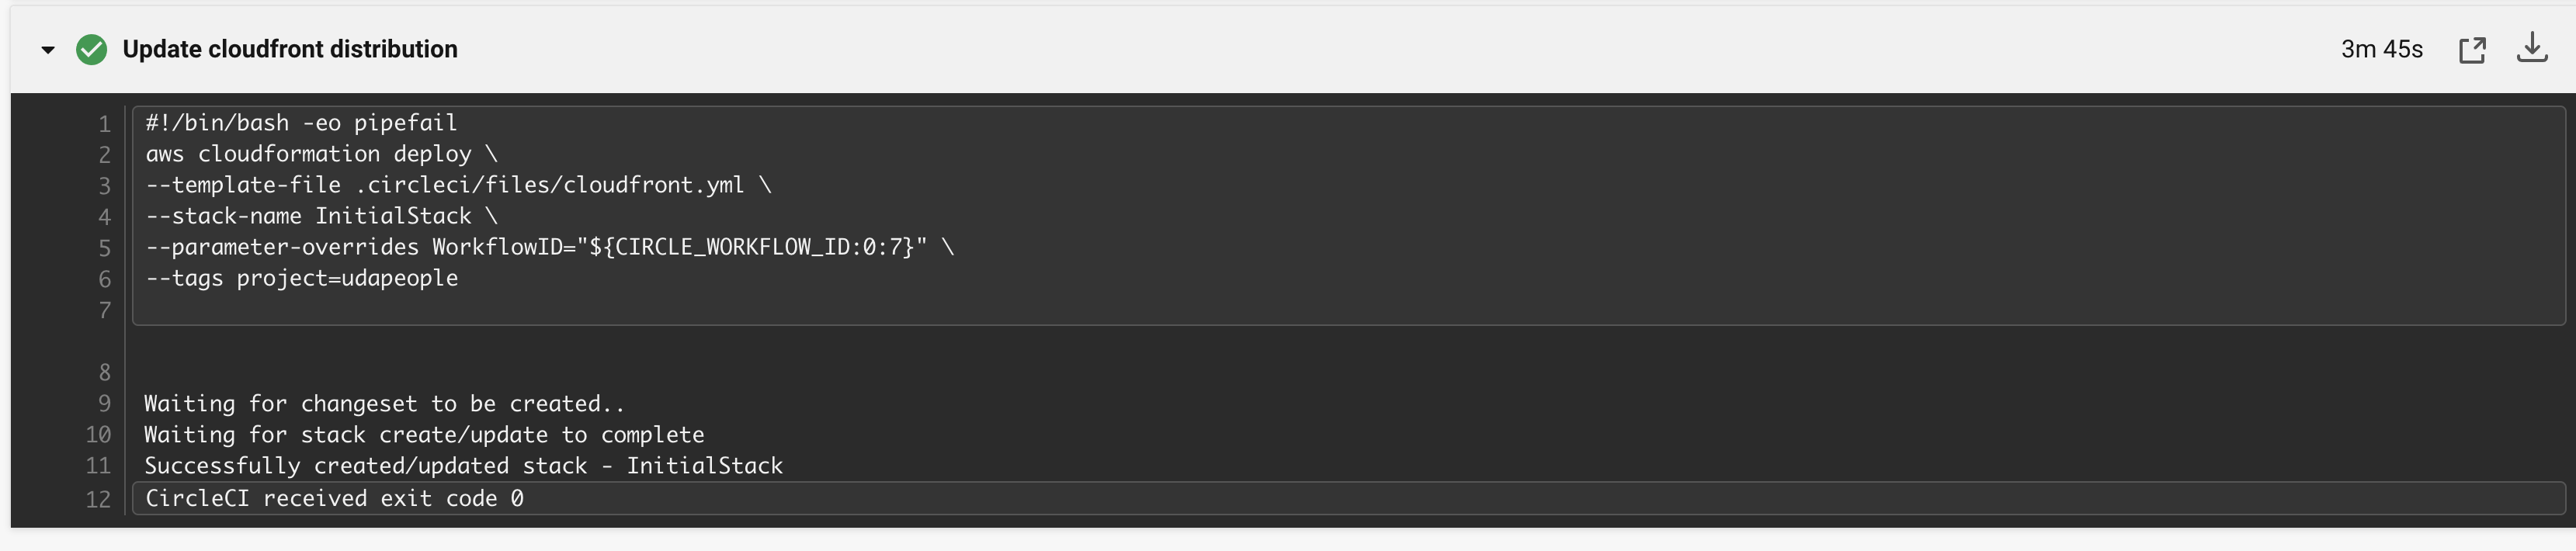 Update cloudfront distribution
3m 45s
1 #!/bin/bash -eo pipefail
2 aws cloudformation deploy \
3 --template-file .circleci/files/cloudfront.yml \
4 --stack-name InitialStack \
5 --parameter-overrides WorkflowID="${CIRCLE_WORKFLOW_ID:0:7}" \
6 --tags project=udapeople
7
8
9 Waiting for changeset to be created..
10 Waiting for stack create/update to complete
11 Successfully created/updated stack - InitialStack
12 CircleCI received exit code 0